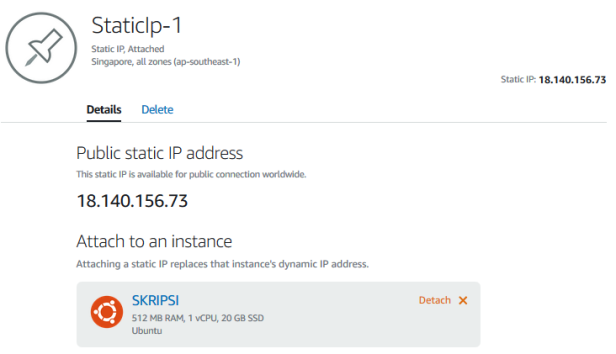 StaticIp-1
Static IP, Attached
Singapore, all zones (ap-southeast-1)
Static IP: 18.140.156.73
Details Delete
Public static IP address
This static IP is available for public connection worldwide.
18.140.156.73
Attach to an instance
Attaching a static IP replaces that instance's dynamic IP address.
SKRIPSI Detach X
512 MB RAM, 1 vCPU, 20 GB SSD
Ubuntu